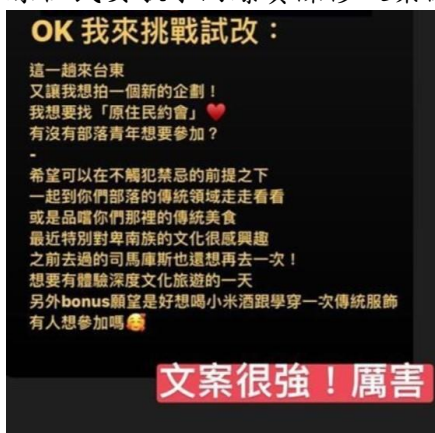 OK 我來挑戰試改：
這一趟來台東
又讓我想拍一個新的企劃！
我想要找「原住民約會」♥️
有沒有部落青年想要參加？
-
希望可以在不觸犯禁忌的前提之下
一起到你們部落的傳統領域走走看看
或是品嚐你們那裡的傳統美食
最近特別對卑南族的文化很感興趣
之前去過的司馬庫斯也還想再去一次！
想要有體驗深度文化旅遊的一天
另外bonus願望是好想喝小米酒跟學穿一次傳統服飾
有人想參加嗎🥰
文案很強！厲害